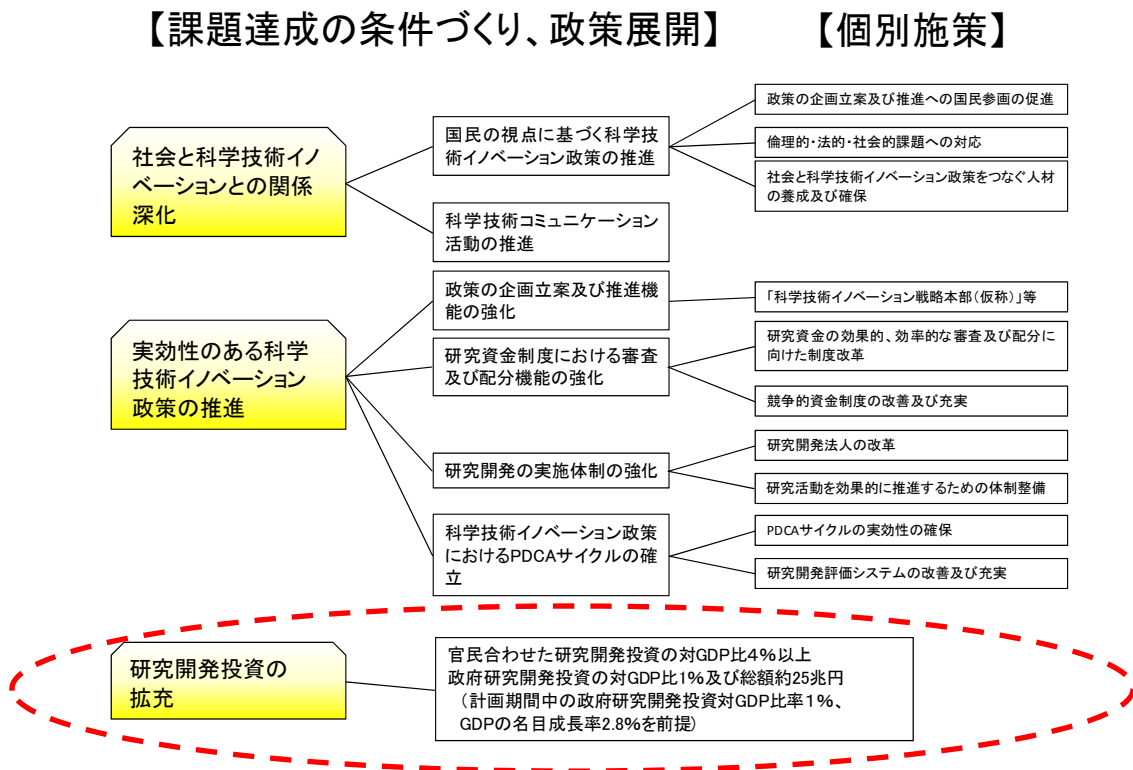 【課題達成の条件づくり、政策展開】
【個別施策】
社会と科学技術イノ
ベーションとの関係
深化
国民の視点に基づく科学技
術イノベーション政策の推進
政策の企画立案及び推進への国民参画の促進
倫理的・法的・社会的課題への対応
社会と科学技術イノベーション政策をつなぐ人材
の養成及び確保
科学技術コミュニケーション
活動の推進
実効性のある科学
技術イノベーション
政策の推進
政策の企画立案及び推進機
能の強化
「科学技術イノベーション戦略本部(仮称)」等
研究資金制度における審査
及び配分機能の強化
研究資金の効果的、効率的な審査及び配分に
向けた制度改革
競争的資金制度の改善及び充実
研究開発の実施体制の強化
研究開発法人の改革
研究活動を効果的に推進するための体制整備
科学技術イノベーション政策
におけるPDCAサイクルの確
立
PDCAサイクルの実効性の確保
研究開発評価システムの改善及び充実
研究開発投資の
拡充
官民合わせた研究開発投資の対GDP比4%以上
政府研究開発投資の対GDP比1%及び総額約25兆円
(計画期間中の政府研究開発投資対GDP比率1%、
GDPの名目成長率2.8%を前提)